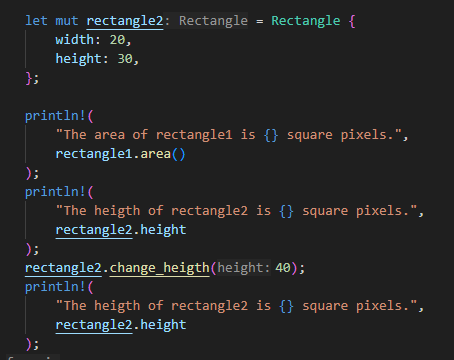 let mut rectangle2: Rectangle = Rectangle {
    width: 20,
    height: 30,
};

println!(
    "The area of rectangle1 is {} square pixels.",
    rectangle1.area()
);
println!(
    "The heigth of rectangle2 is {} square pixels.",
    rectangle2.height
);
rectangle2.change_heigth(height: 40);
println!(
    "The heigth of rectangle2 is {} square pixels.",
    rectangle2.height
);